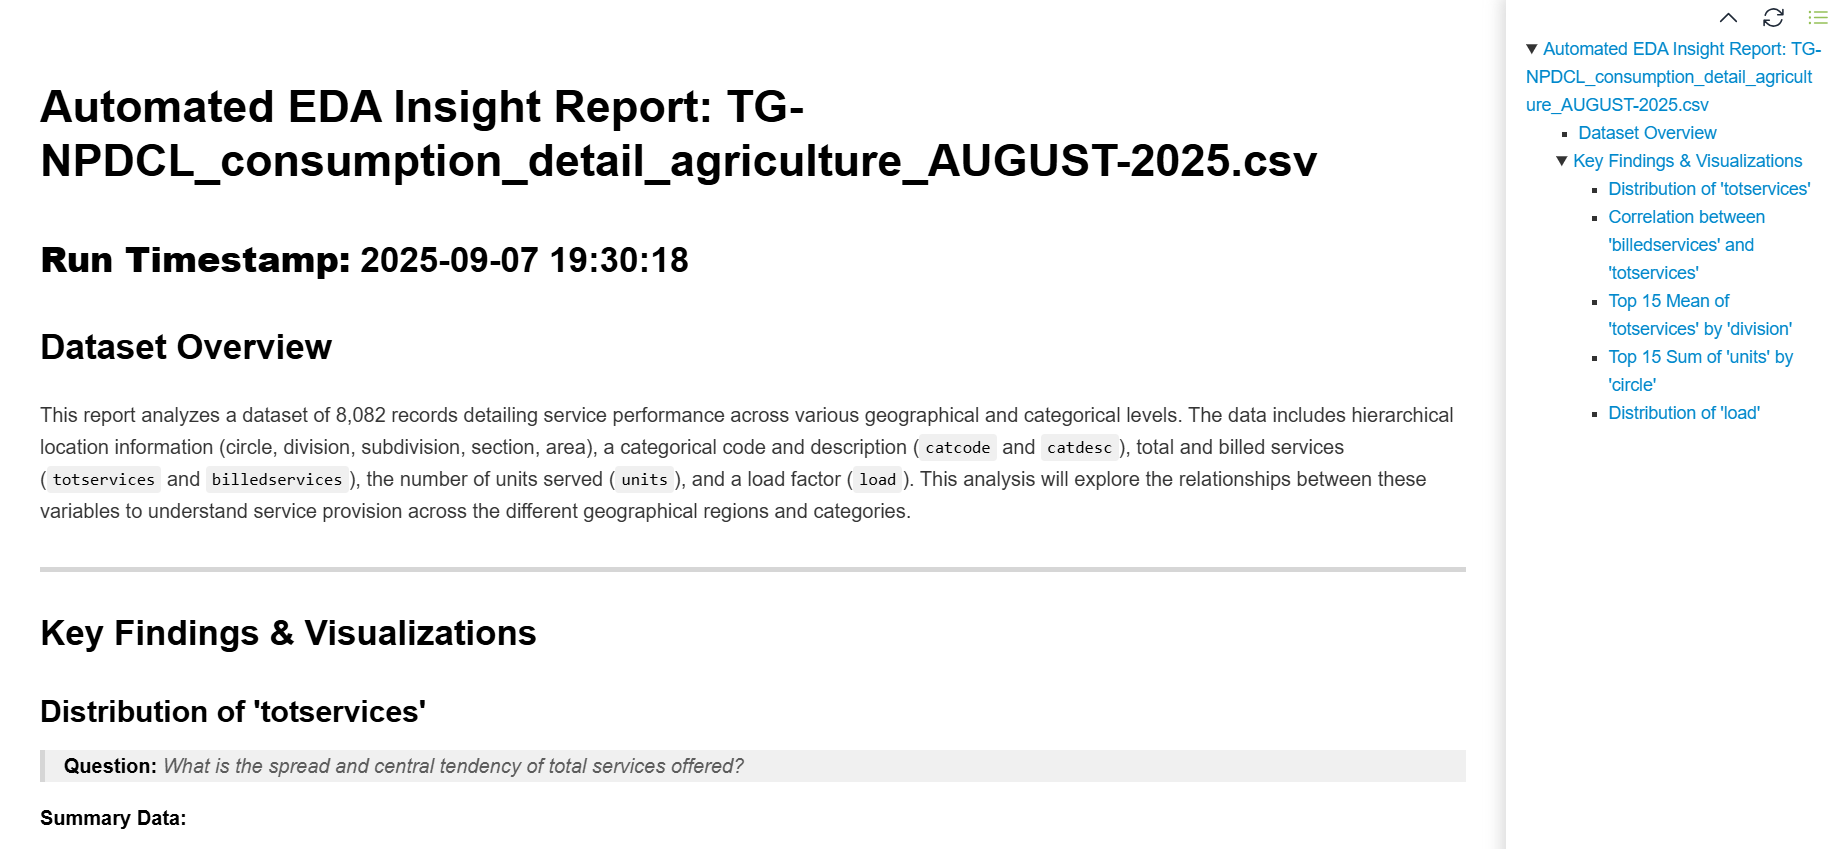 Automated EDA Insight Report: TG-
NPDCL_consumption_detail_agriculture_AUGUST-2025.csv
Run Timestamp: 2025-09-07 19:30:18
Dataset Overview
This report analyzes a dataset of 8,082 records detailing service performance across various geographical and categorical levels. The data includes hierarchical
location information (circle, division, subdivision, section, area), a categorical code and description ( catcode and catdesc ), total and billed services
( totservices and billedservices ), the number of units served ( units ), and a load factor ( load ). This analysis will explore the relationships between these
variables to understand service provision across the different geographical regions and categories.
Key Findings & Visualizations
Distribution of 'totservices'
Question: What is the spread and central tendency of total services offered?
Summary Data:
Automated EDA Insight Report: TG-
NPDCL_consumption_detail_agricult
ure_AUGUST-2025.csv
Dataset Overview
Key Findings & Visualizations
Distribution of 'totservices'
Correlation between
'billedservices' and
'totservices'
Top 15 Mean of
'totservices' by 'division'
Top 15 Sum of 'units' by
'circle'
Distribution of 'load'